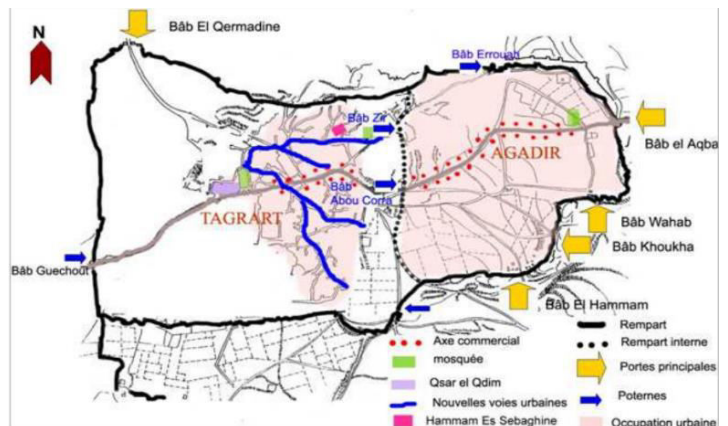 N
Bâb El Qermadine
Bâb Errouah
Bâb Zir
AGADIR
Bâb el Aqba
Bâb
Abou Corra
TAGRART
Bâb Wahab
Bâb Khoukha
Bâb Guechout
Bâb El Hammam
Axe commercial
mosquée
Qsar el Qdim
Nouvelles voies urbaines
Hammam Es Sebaghine
Rempart
Rempart interne
Portes principales
Poternes
Occupation urbaine